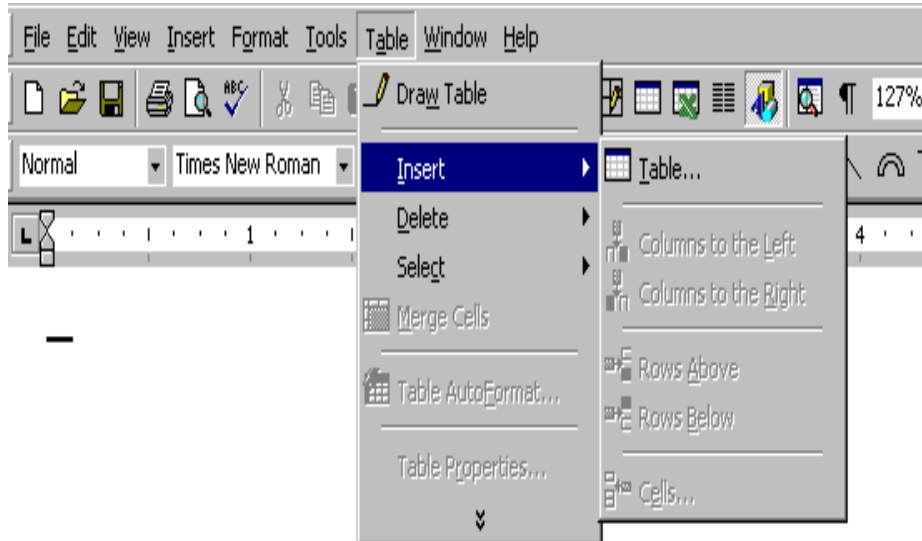 File Edit View Insert Format Tools Table Window Help
ABC ¶ 127%
Normal Times New Roman
L 1 4
Draw Table
Insert
Delete
Select
Merge Cells
Table AutoFormat...
Table Properties...
Table...
Columns to the Left
Columns to the Right
Rows Above
Rows Below
Cells...